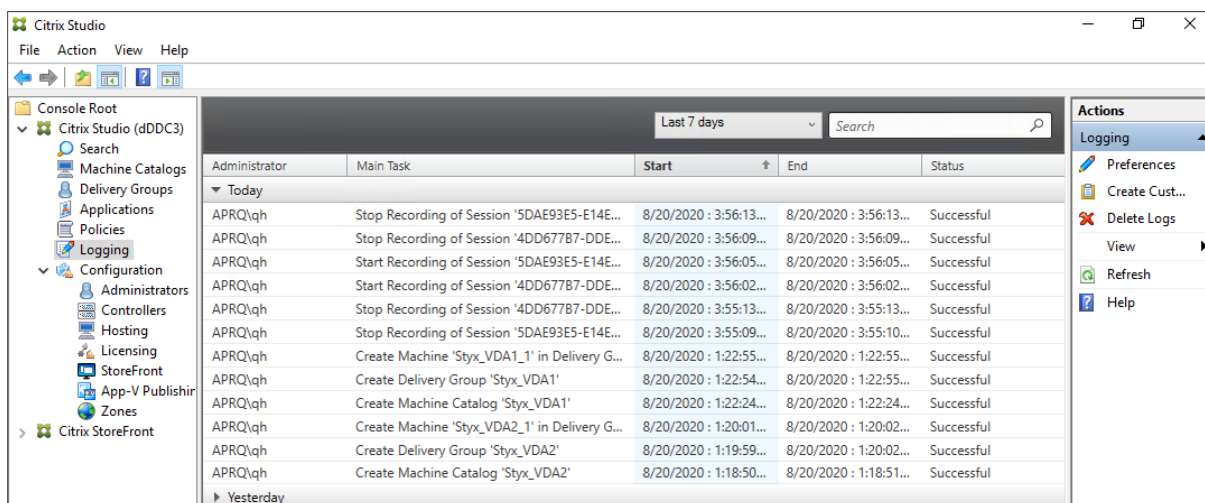 Citrix Studio
File Action View Help
Console Root
Citrix Studio (dDDC3)
Search
Machine Catalogs
Delivery Groups
Applications
Policies
Logging
Configuration
Administrators
Controllers
Hosting
Licensing
StoreFront
App-V Publishin
Zones
Citrix StoreFront
Last 7 days Search
Administrator Main Task Start End Status
Today
APRQ\qh Stop Recording of Session '5DAE93E5-E14E... 8/20/2020 : 3:56:13... 8/20/2020 : 3:56:13... Successful
APRQ\qh Stop Recording of Session '4DD677B7-DDE... 8/20/2020 : 3:56:09... 8/20/2020 : 3:56:09... Successful
APRQ\qh Start Recording of Session '5DAE93E5-E14E... 8/20/2020 : 3:56:05... 8/20/2020 : 3:56:05... Successful
APRQ\qh Start Recording of Session '4DD677B7-DDE... 8/20/2020 : 3:56:02... 8/20/2020 : 3:56:02... Successful
APRQ\qh Stop Recording of Session '4DD677B7-DDE... 8/20/2020 : 3:55:13... 8/20/2020 : 3:55:13... Successful
APRQ\qh Stop Recording of Session '5DAE93E5-E14E... 8/20/2020 : 3:55:09... 8/20/2020 : 3:55:10... Successful
APRQ\qh Create Machine 'Styx_VDA1_1' in Delivery G... 8/20/2020 : 1:22:55... 8/20/2020 : 1:22:55... Successful
APRQ\qh Create Delivery Group 'Styx_VDA1' 8/20/2020 : 1:22:54... 8/20/2020 : 1:22:55... Successful
APRQ\qh Create Machine Catalog 'Styx_VDA1' 8/20/2020 : 1:22:24... 8/20/2020 : 1:22:24... Successful
APRQ\qh Create Machine 'Styx_VDA2_1' in Delivery G... 8/20/2020 : 1:20:01... 8/20/2020 : 1:20:02... Successful
APRQ\qh Create Delivery Group 'Styx_VDA2' 8/20/2020 : 1:19:59... 8/20/2020 : 1:20:02... Successful
APRQ\qh Create Machine Catalog 'Styx_VDA2' 8/20/2020 : 1:18:50... 8/20/2020 : 1:18:51... Successful
Yesterday
Actions
Logging
Preferences
Create Cust...
Delete Logs
View
Refresh
Help